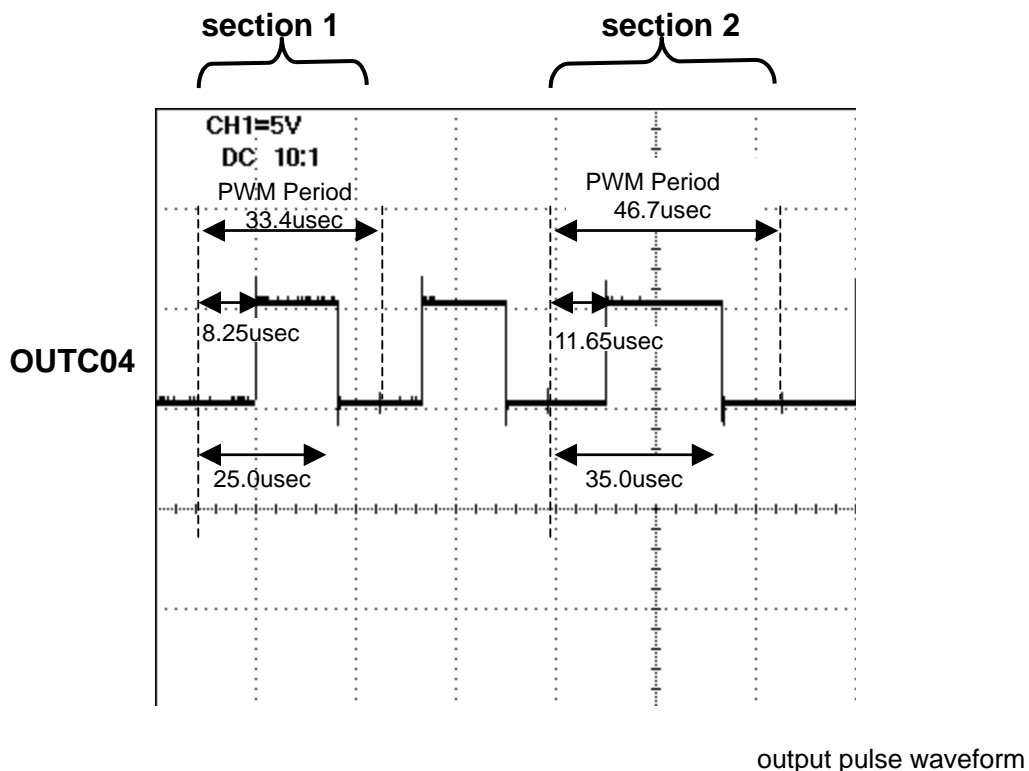 section 1
section 2
CH1=5V
DC 10:1
PWM Period
33.4usec
PWM Period
46.7usec
8.25usec
11.65usec
OUTC04
25.0usec
35.0usec
output pulse waveform